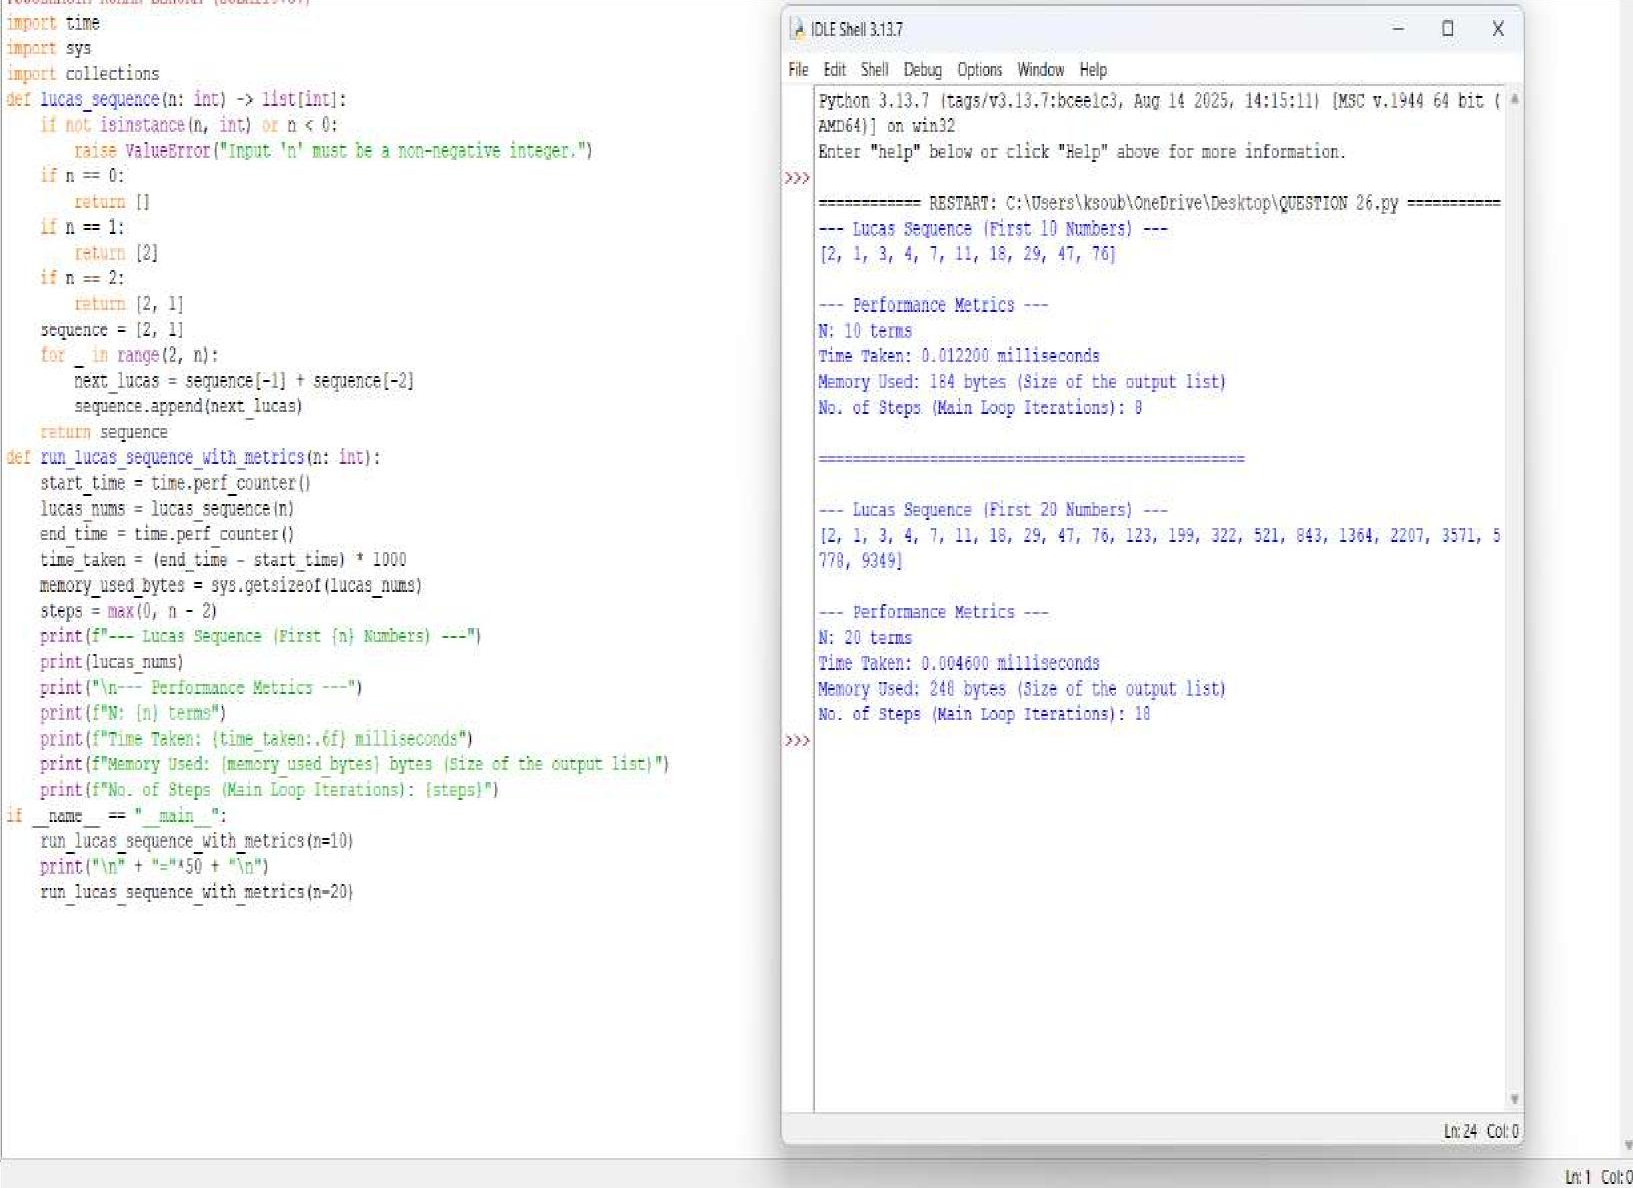 import time
import sys
import collections
def lucas_sequence(n: int) -> list[int]:
    if not isinstance(n, int) or n < 0:
        raise ValueError("Input 'n' must be a non-negative integer.")
    if n == 0:
        return []
    if n == 1:
        return [2]
    if n == 2:
        return [2, 1]
    sequence = [2, 1]
    for _ in range(2, n):
        next_lucas = sequence[-1] + sequence[-2]
        sequence.append(next_lucas)
    return sequence
def run_lucas_sequence_with_metrics(n: int):
    start_time = time.perf_counter()
    lucas_nums = lucas_sequence(n)
    end_time = time.perf_counter()
    time_taken = (end_time - start_time) * 1000
    memory_used_bytes = sys.getsizeof(lucas_nums)
    steps = max(0, n - 2)
    print(f"--- Lucas Sequence (First {n} Numbers) ---")
    print(lucas_nums)
    print("\n--- Performance Metrics ---")
    print(f"N: {n} terms")
    print(f"Time Taken: {time_taken:.6f} milliseconds")
    print(f"Memory Used: {memory_used_bytes} bytes (Size of the output list)")
    print(f"No. of Steps (Main Loop Iterations): {steps}")
if __name__ == "__main__":
    run_lucas_sequence_with_metrics(n=10)
    print("\n" + "="*50 + "\n")
    run_lucas_sequence_with_metrics(n=20)
IDLE Shell 3.13.7
File Edit Shell Debug Options Window Help
Python 3.13.7 (tags/v3.13.7:bcee1c3, Aug 14 2025, 14:15:11) [MSC v.1944 64 bit (
AMD64)] on win32
Enter "help" below or click "Help" above for more information.
>>>
============ RESTART: C:\Users\ksoub\OneDrive\Desktop\QUESTION 26.py ===========
--- Lucas Sequence (First 10 Numbers) ---
[2, 1, 3, 4, 7, 11, 18, 29, 47, 76]
--- Performance Metrics ---
N: 10 terms
Time Taken: 0.012200 milliseconds
Memory Used: 184 bytes (Size of the output list)
No. of Steps (Main Loop Iterations): 8
==================================================
--- Lucas Sequence (First 20 Numbers) ---
[2, 1, 3, 4, 7, 11, 18, 29, 47, 76, 123, 199, 322, 521, 843, 1364, 2207, 3571, 5
778, 9349]
--- Performance Metrics ---
N: 20 terms
Time Taken: 0.004600 milliseconds
Memory Used: 248 bytes (Size of the output list)
No. of Steps (Main Loop Iterations): 18
>>>
Ln: 24 Col: 0
Ln: 1 Col: 0